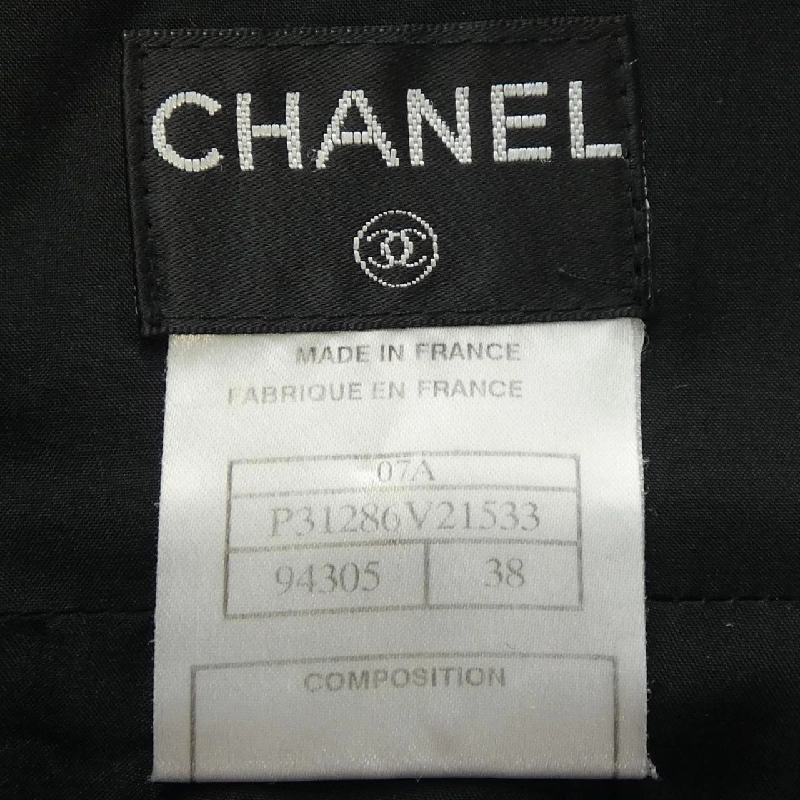 CHANEL
MADE IN FRANCE
FABRIQUE EN FRANCE
07A
P31286V21533
94305 38
COMPOSITION